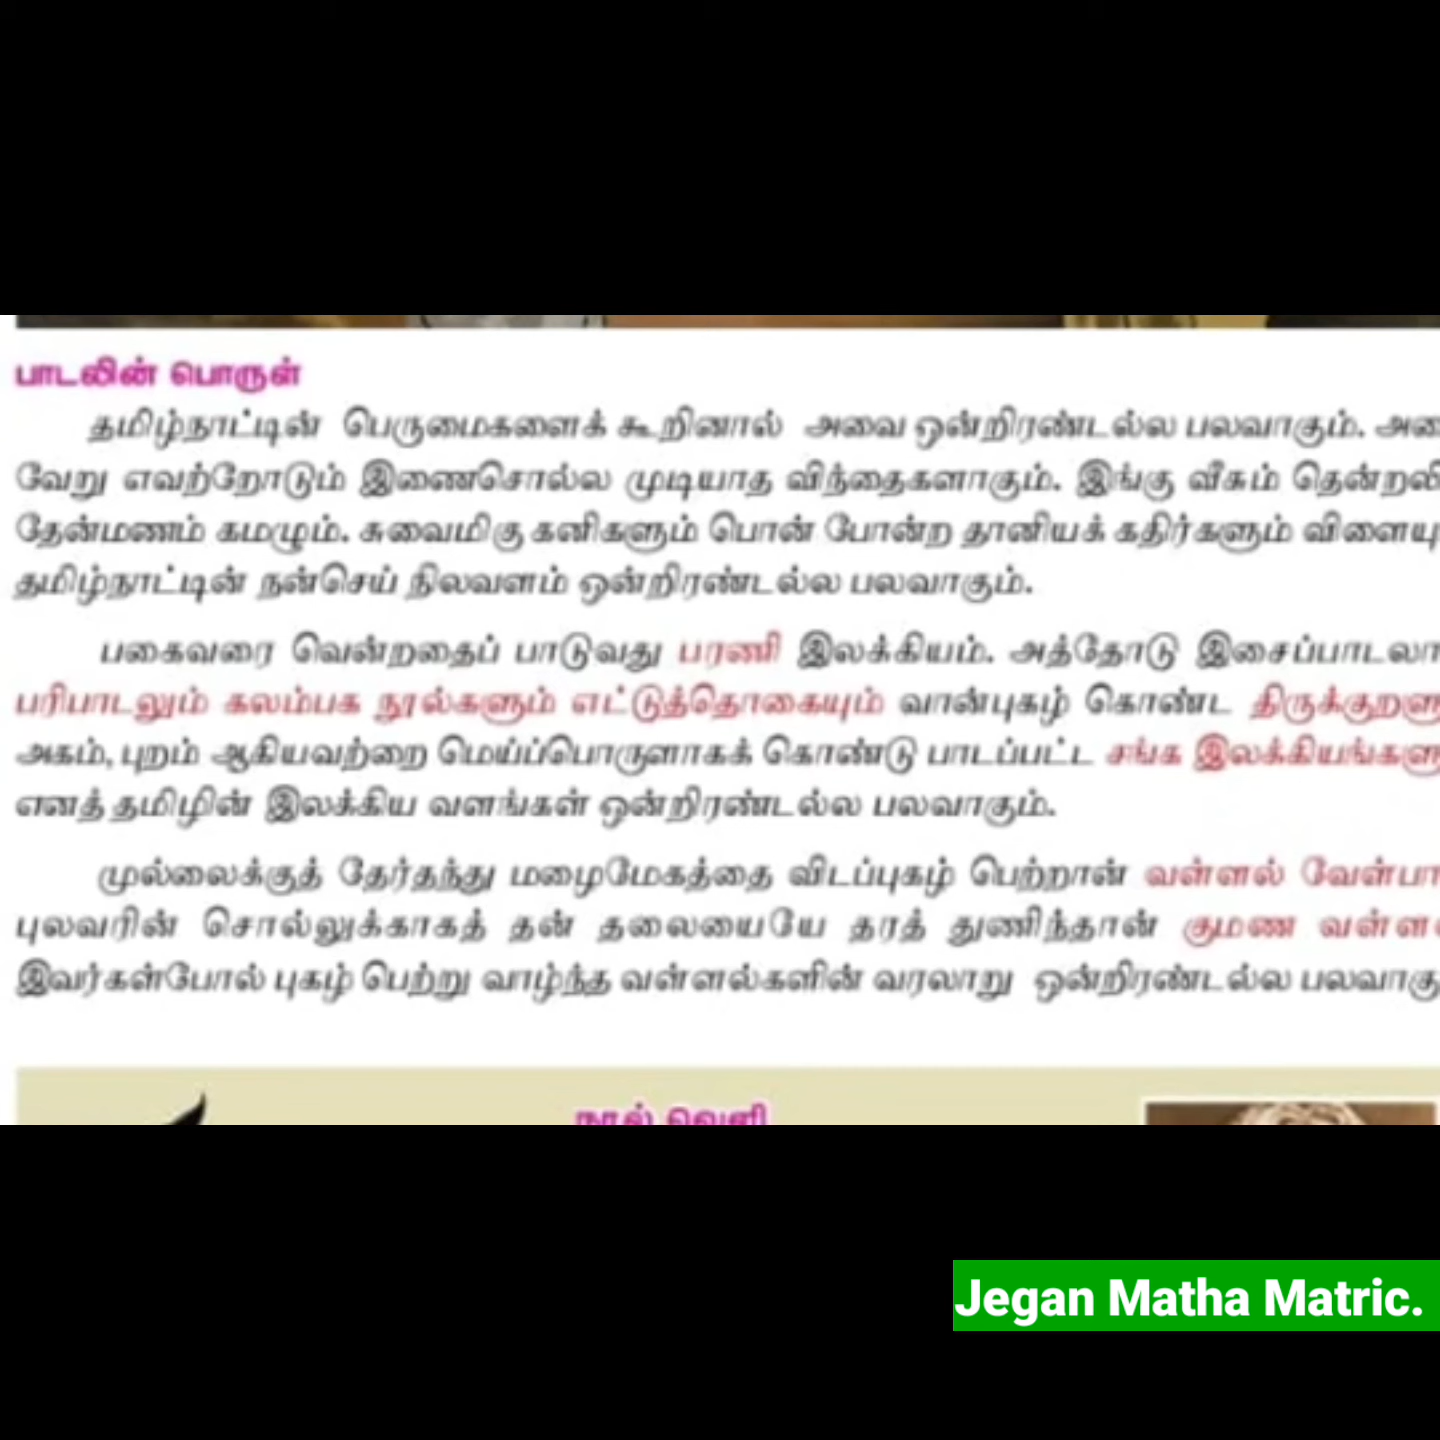 பாடலின் பொருள்
தமிழ்நாட்டின் பெருமைகளைக் கூறினால் அவை ஒன்றிரண்டல்ல பலவாகும்.
வேறு எவற்றோடும் இணைசொல்ல முடியாத விந்தைகளாகும். இங்கு வீசும் தென்றலி
தேன்மணம் கமழும். சுவைமிகு கனிகளும் பொன் போன்ற தானியக் கதிர்களும் விளையு
தமிழ்நாட்டின் நன்செய் நிலவளம் ஒன்றிரண்டல்ல பலவாகும்.
பகைவரை வென்றதைப் பாடுவது பரணி இலக்கியம். அத்தோடு இசைப்பாடலா
பரிபாடலும் கலம்பக நூல்களும் எட்டுத்தொகையும் வான்புகழ் கொண்ட திருக்குறளு
அகம், புறம் ஆகியவற்றை மெய்ப்பொருளாகக் கொண்டு பாடப்பட்ட சங்க இலக்கியங்களு
எனத் தமிழின் இலக்கிய வளங்கள் ஒன்றிரண்டல்ல பலவாகும்.
முல்லைக்குத் தேர்தந்து மழைமேகத்தை விடப்புகழ் பெற்றான் வள்ளல் வேள்பா
புலவரின் சொல்லுக்காகத் தன் தலையையே தரத் துணிந்தான் குமண வள்ள
இவர்கள்போல் புகழ் பெற்று வாழ்ந்த வள்ளல்களின் வரலாறு ஒன்றிரண்டல்ல பலவாகு
நூல் வெளி
Jegan Matha Matric.